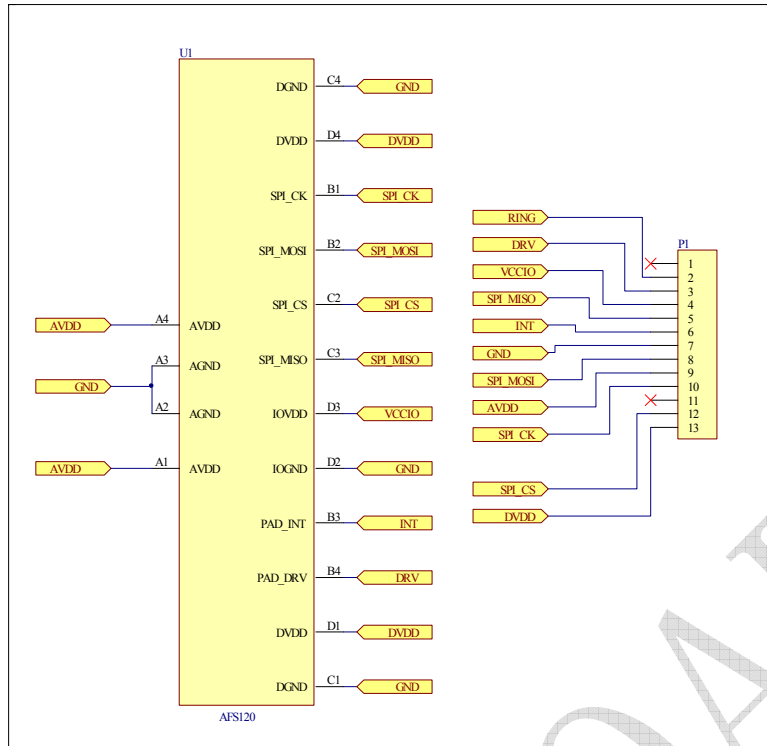 U1
DGND C4 GND
DVDD D4 DVDD
SPI_CK B1 SPI_CK
SPI_MOSI B2 SPI_MOSI
SPI_CS C2 SPI_CS
AVDD A4 AVDD
SPI_MISO C3 SPI_MISO
A3 AGND
GND
A2 AGND
IOVDD D3 VCCIO
AVDD A1 AVDD
IOGND D2 GND
PAD_INT B3 INT
PAD_DRV B4 DRV
DVDD D1 DVDD
DGND C1 GND
AFS120
RING
DRV
VCCIO
SPI_MISO
INT
GND
SPI_MOSI
AVDD
SPI_CK
SPI_CS
DVDD
P1
1
2
3
4
5
6
7
8
9
10
11
12
13